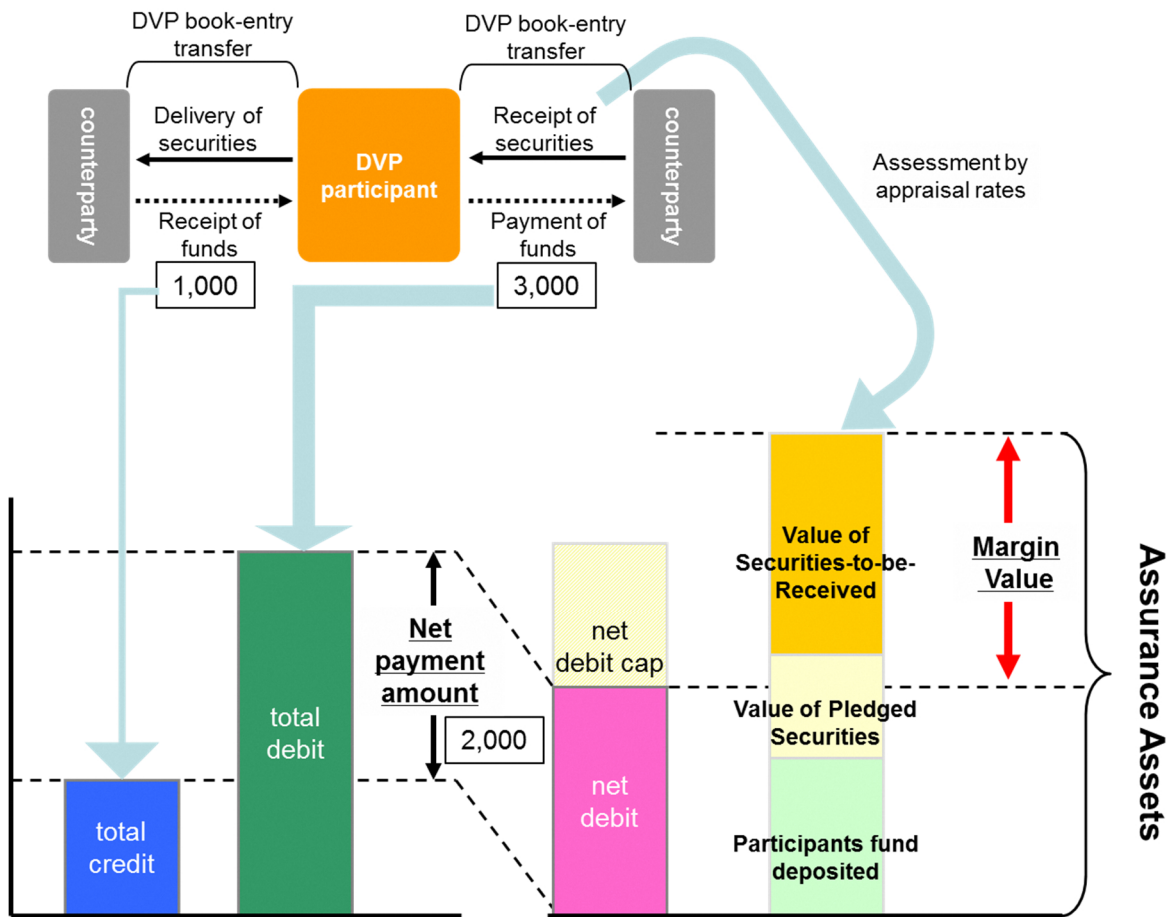 DVP book-entry
transfer
DVP book-entry
transfer
counterparty
Delivery of
securities
DVP
participant
Receipt of
securities
counterparty
Assessment by
appraisal rates
Receipt of
funds
Payment of
funds
1,000
3,000
Value of
Securities-to-be-
Received
Margin
Value
Assurance Assets
Net
payment
amount
net
debit cap
total
debit
2,000
Value of Pledged
Securities
net
debit
total
credit
Participants fund
deposited